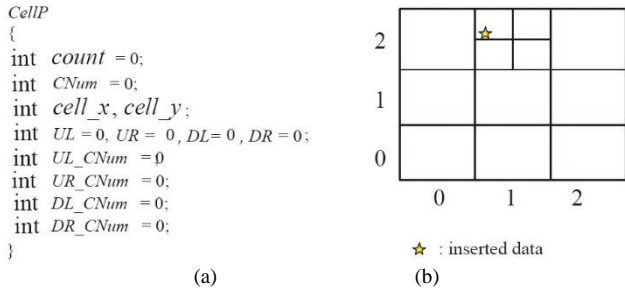 CellP
{
int count = 0;
int CNum = 0;
int cell_x, cell_y ;
int UL = 0, UR = 0 , DL= 0 , DR = 0 ;
int UL_CNum = 0
int UR_CNum = 0;
int DL_CNum = 0;
int DR_CNum = 0;
}
(a)
2
1
0
0 1 2
: inserted data
(b)